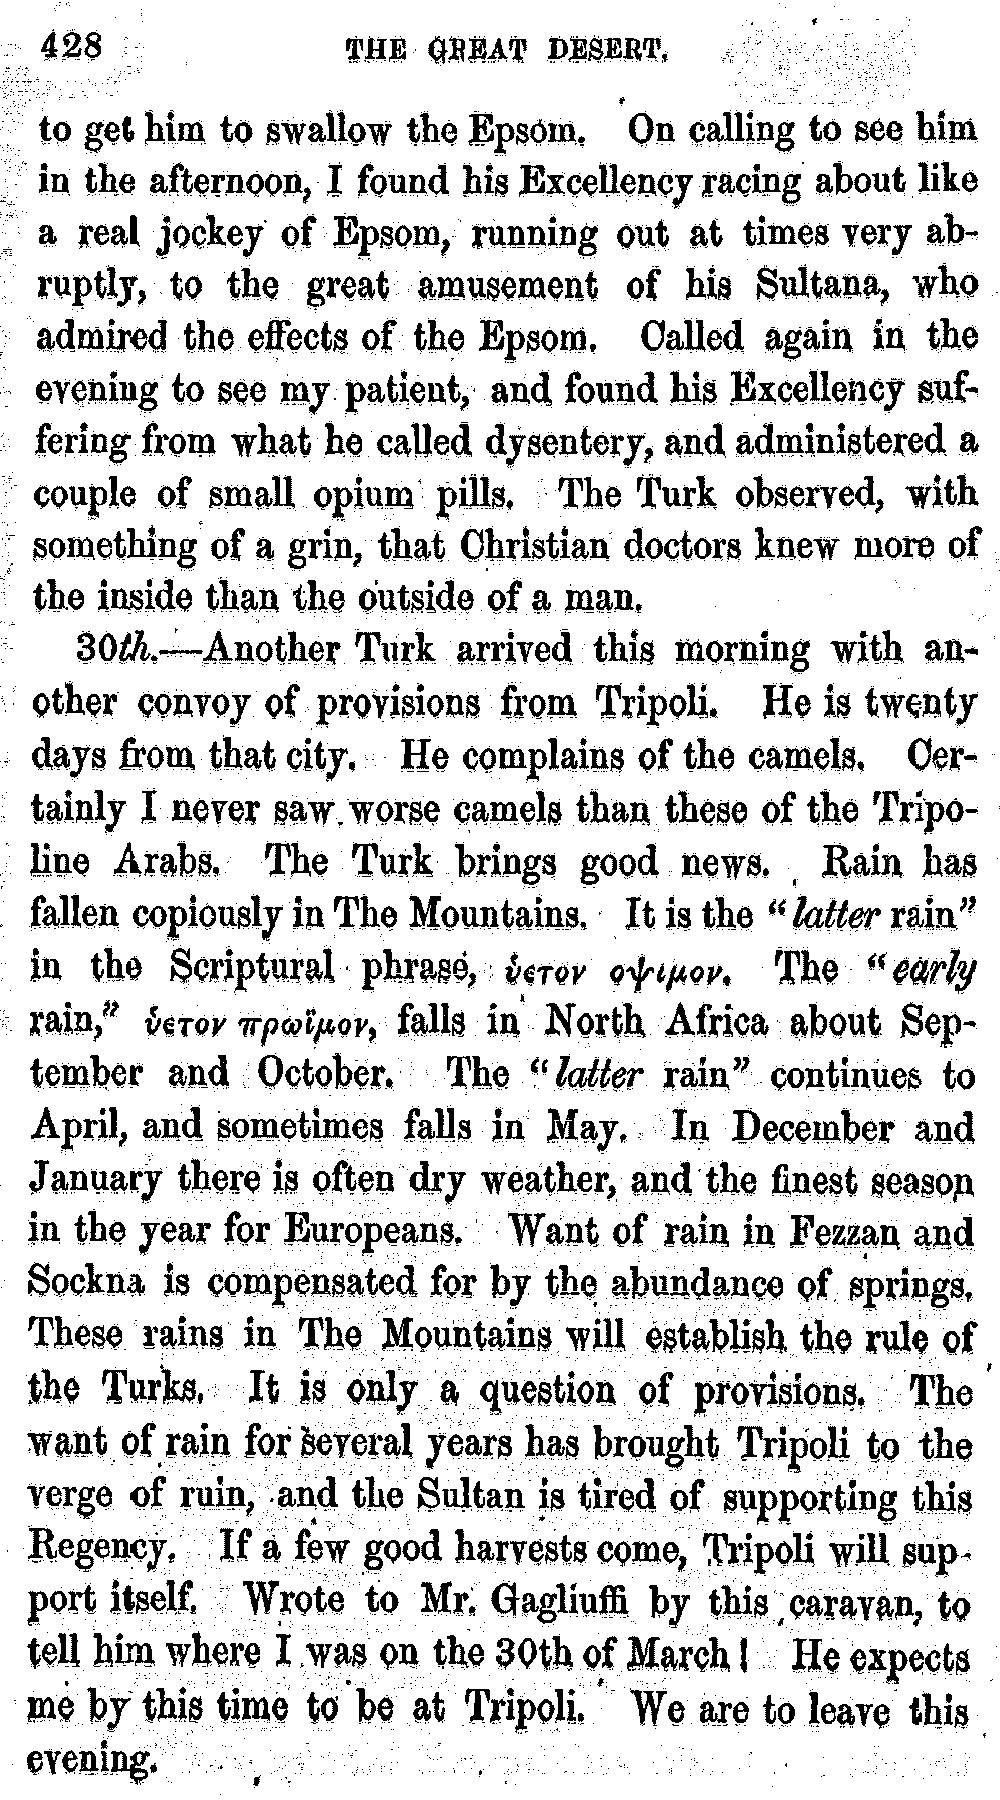 428 THE GREAT DESERT.
to get him to swallow the Epsom. On calling to see him
in the afternoon, I found his Excellency racing about like
a real jockey of Epsom, running out at times very ab-
ruptly, to the great amusement of his Sultana, who
admired the effects of the Epsom. Called again in the
evening to see my patient, and found his Excellency suf-
fering from what he called dysentery, and administered a
couple of small opium pills. The Turk observed, with
something of a grin, that Christian doctors knew more of
the inside than the outside of a man.
30th.—Another Turk arrived this morning with an-
other convoy of provisions from Tripoli. He is twenty
days from that city. He complains of the camels. Cer-
tainly I never saw worse camels than these of the Tripo-
line Arabs. The Turk brings good news. Rain has
fallen copiously in The Mountains. It is the "latter rain"
in the Scriptural phrase, ὑετον οψιμον. The "early
rain," ὑετον πρωϊμον, falls in North Africa about Sep-
tember and October. The "latter rain" continues to
April, and sometimes falls in May. In December and
January there is often dry weather, and the finest season
in the year for Europeans. Want of rain in Fezzan and
Sockna is compensated for by the abundance of springs.
These rains in The Mountains will establish the rule of
the Turks. It is only a question of provisions. The
want of rain for several years has brought Tripoli to the
verge of ruin, and the Sultan is tired of supporting this
Regency. If a few good harvests come, Tripoli will sup-
port itself. Wrote to Mr. Gagliuffi by this caravan, to
tell him where I was on the 30th of March! He expects
me by this time to be at Tripoli. We are to leave this
evening.